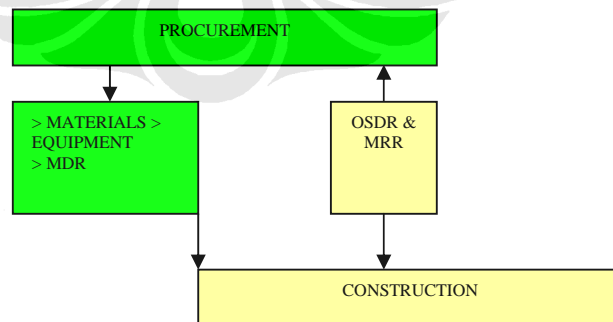 PROCUREMENT
> MATERIALS >
EQUIPMENT
> MDR
OSDR &
MRR
CONSTRUCTION